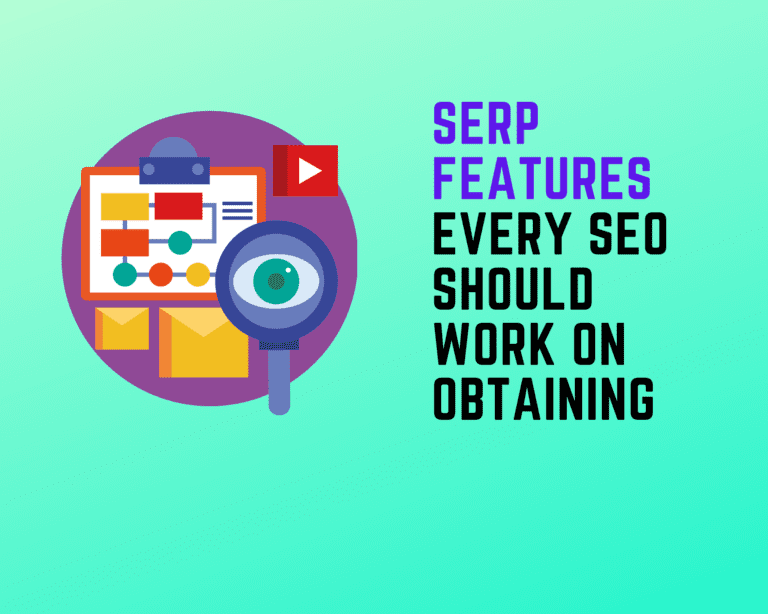 SERP
FEATURES
EVERY SEO
SHOULD
WORK ON
OBTAINING